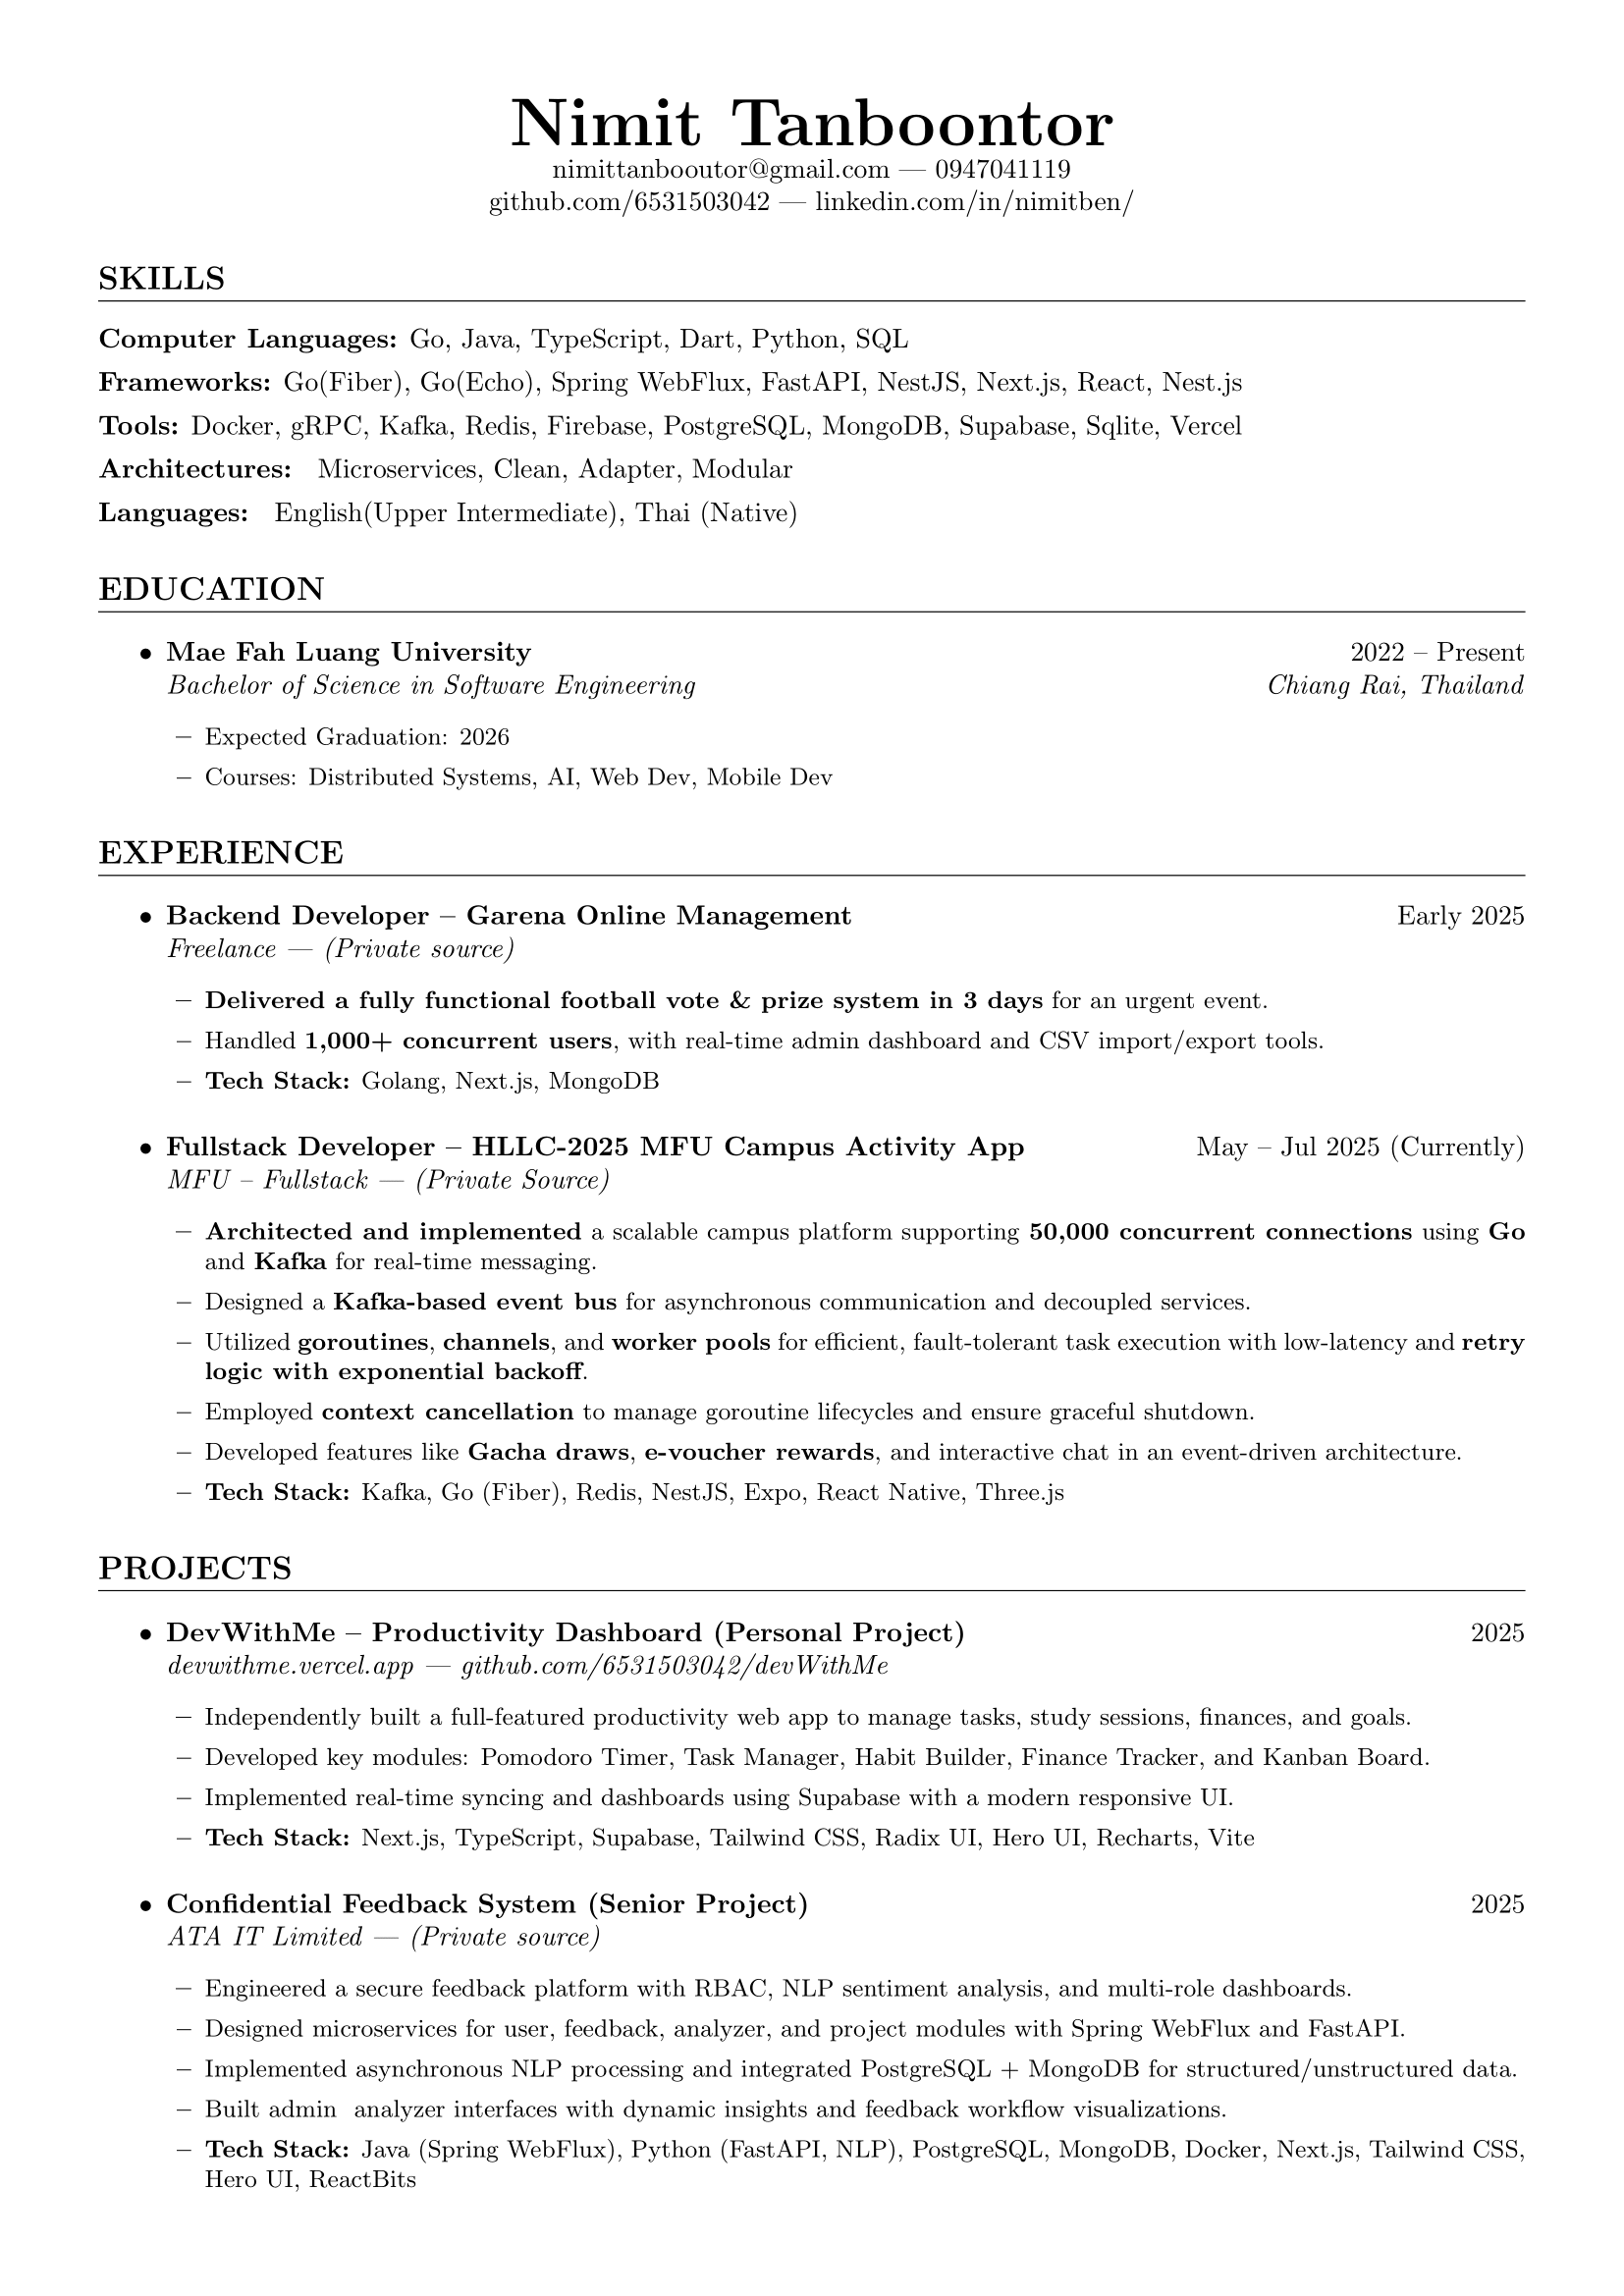 Nimit Tanboontor
nimittanbooutor@gmail.com — 0947041119
github.com/6531503042 — linkedin.com/in/nimitben/
SKILLS
Computer Languages: Go, Java, TypeScript, Dart, Python, SQL
Frameworks: Go(Fiber), Go(Echo), Spring WebFlux, FastAPI, NestJS, Next.js, React, Nest.js
Tools: Docker, gRPC, Kafka, Redis, Firebase, PostgreSQL, MongoDB, Supabase, Sqlite, Vercel
Architectures: Microservices, Clean, Adapter, Modular
Languages: English(Upper Intermediate), Thai (Native)
EDUCATION
• Mae Fah Luang University 2022 – Present
Bachelor of Science in Software Engineering Chiang Rai, Thailand
– Expected Graduation: 2026
– Courses: Distributed Systems, AI, Web Dev, Mobile Dev
EXPERIENCE
• Backend Developer – Garena Online Management Early 2025
Freelance — (Private source)
– Delivered a fully functional football vote & prize system in 3 days for an urgent event.
– Handled 1,000+ concurrent users, with real-time admin dashboard and CSV import/export tools.
– Tech Stack: Golang, Next.js, MongoDB
• Fullstack Developer – HLLC-2025 MFU Campus Activity App May – Jul 2025 (Currently)
MFU – Fullstack — (Private Source)
– Architected and implemented a scalable campus platform supporting 50,000 concurrent connections using Go
and Kafka for real-time messaging.
– Designed a Kafka-based event bus for asynchronous communication and decoupled services.
– Utilized goroutines, channels, and worker pools for efficient, fault-tolerant task execution with low-latency and retry
logic with exponential backoff.
– Employed context cancellation to manage goroutine lifecycles and ensure graceful shutdown.
– Developed features like Gacha draws, e-voucher rewards, and interactive chat in an event-driven architecture.
– Tech Stack: Kafka, Go (Fiber), Redis, NestJS, Expo, React Native, Three.js
PROJECTS
• DevWithMe – Productivity Dashboard (Personal Project) 2025
devwithme.vercel.app — github.com/6531503042/devWithMe
– Independently built a full-featured productivity web app to manage tasks, study sessions, finances, and goals.
– Developed key modules: Pomodoro Timer, Task Manager, Habit Builder, Finance Tracker, and Kanban Board.
– Implemented real-time syncing and dashboards using Supabase with a modern responsive UI.
– Tech Stack: Next.js, TypeScript, Supabase, Tailwind CSS, Radix UI, Hero UI, Recharts, Vite
• Confidential Feedback System (Senior Project) 2025
ATA IT Limited — (Private source)
– Engineered a secure feedback platform with RBAC, NLP sentiment analysis, and multi-role dashboards.
– Designed microservices for user, feedback, analyzer, and project modules with Spring WebFlux and FastAPI.
– Implemented asynchronous NLP processing and integrated PostgreSQL + MongoDB for structured/unstructured data.
– Built admin analyzer interfaces with dynamic insights and feedback workflow visualizations.
– Tech Stack: Java (Spring WebFlux), Python (FastAPI, NLP), PostgreSQL, MongoDB, Docker, Next.js, Tailwind CSS,
Hero UI, ReactBits